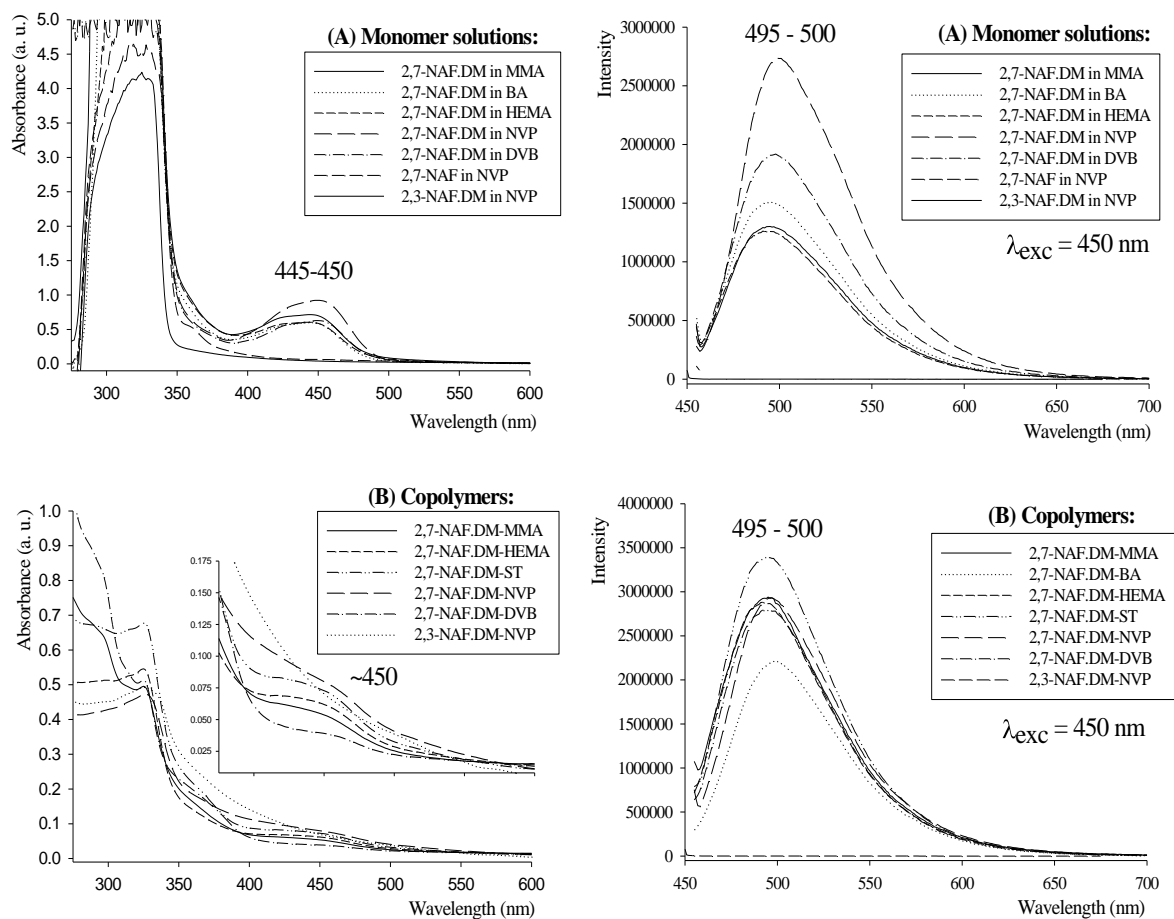 (A) Monomer solutions:
2,7-NAF.DM in MMA
2,7-NAF.DM in BA
2,7-NAF.DM in HEMA
2,7-NAF.DM in NVP
2,7-NAF.DM in DVB
2,7-NAF in NVP
2,3-NAF.DM in NVP
445-450
Absorbance (a. u.)
5.0
4.5
4.0
3.5
3.0
2.5
2.0
1.5
1.0
0.5
0.0
300 350 400 450 500 550 600
Wavelength (nm)
495 - 500
(A) Monomer solutions:
2,7-NAF.DM in MMA
2,7-NAF.DM in BA
2,7-NAF.DM in HEMA
2,7-NAF.DM in NVP
2,7-NAF.DM in DVB
2,7-NAF in NVP
2,3-NAF.DM in NVP
λexc = 450 nm
Intensity
3000000
2500000
2000000
1500000
1000000
500000
0
450 500 550 600 650 700
Wavelength (nm)
(B) Copolymers:
2,7-NAF.DM-MMA
2,7-NAF.DM-HEMA
2,7-NAF.DM-ST
2,7-NAF.DM-NVP
2,7-NAF.DM-DVB
2,3-NAF.DM-NVP
~450
0.175
0.150
0.125
0.100
0.075
0.050
0.025
Absorbance (a. u.)
1.0
0.9
0.8
0.7
0.6
0.5
0.4
0.3
0.2
0.1
0.0
300 350 400 450 500 550 600
Wavelength (nm)
495 - 500
(B) Copolymers:
2,7-NAF.DM-MMA
2,7-NAF.DM-BA
2,7-NAF.DM-HEMA
2,7-NAF.DM-ST
2,7-NAF.DM-NVP
2,7-NAF.DM-DVB
2,3-NAF.DM-NVP
λexc = 450 nm
Intensity
4000000
3500000
3000000
2500000
2000000
1500000
1000000
500000
0
450 500 550 600 650 700
Wavelength (nm)